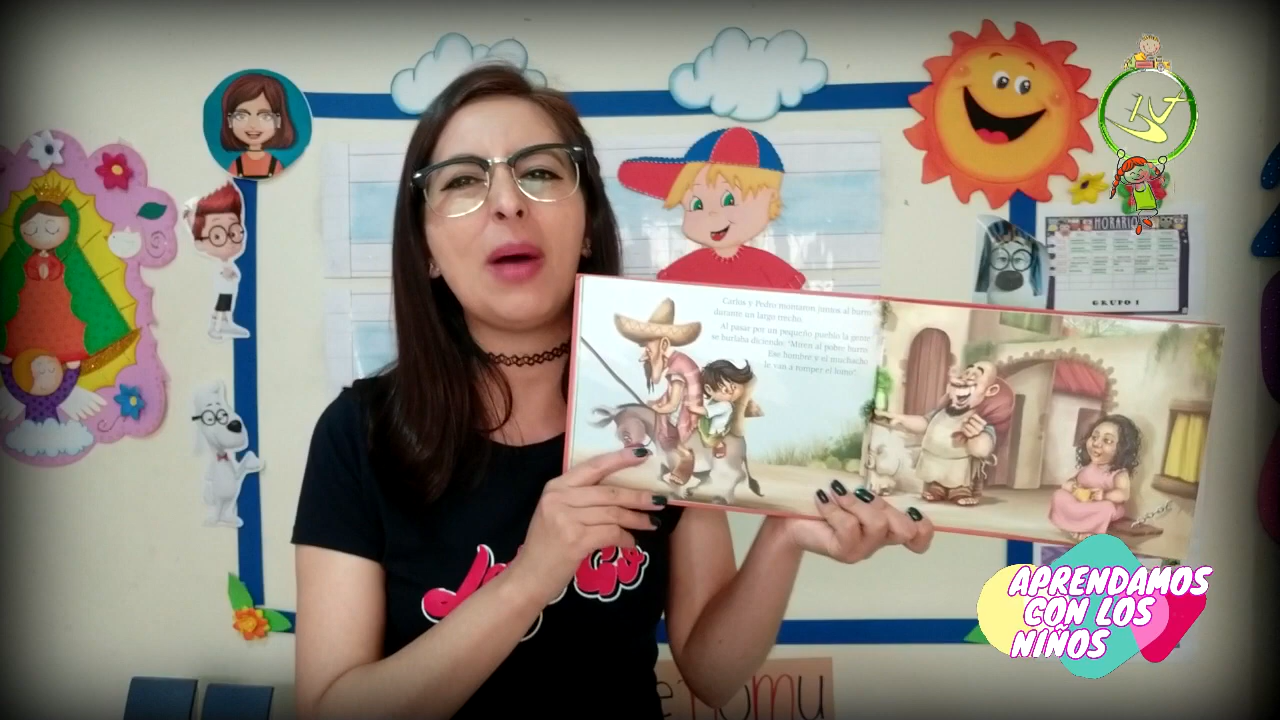 HORARIO
GRUPO 1
Carlos y Pedro montaron juntos al burro
durante un largo trecho.
Al pasar por un pequeño pueblo la gente
se burlaba diciendo: "Miren al pobre burro.
Ese hombre y el muchacho
le van a romper el lomo".
APRENDAMOS
CON LOS
NIÑOS